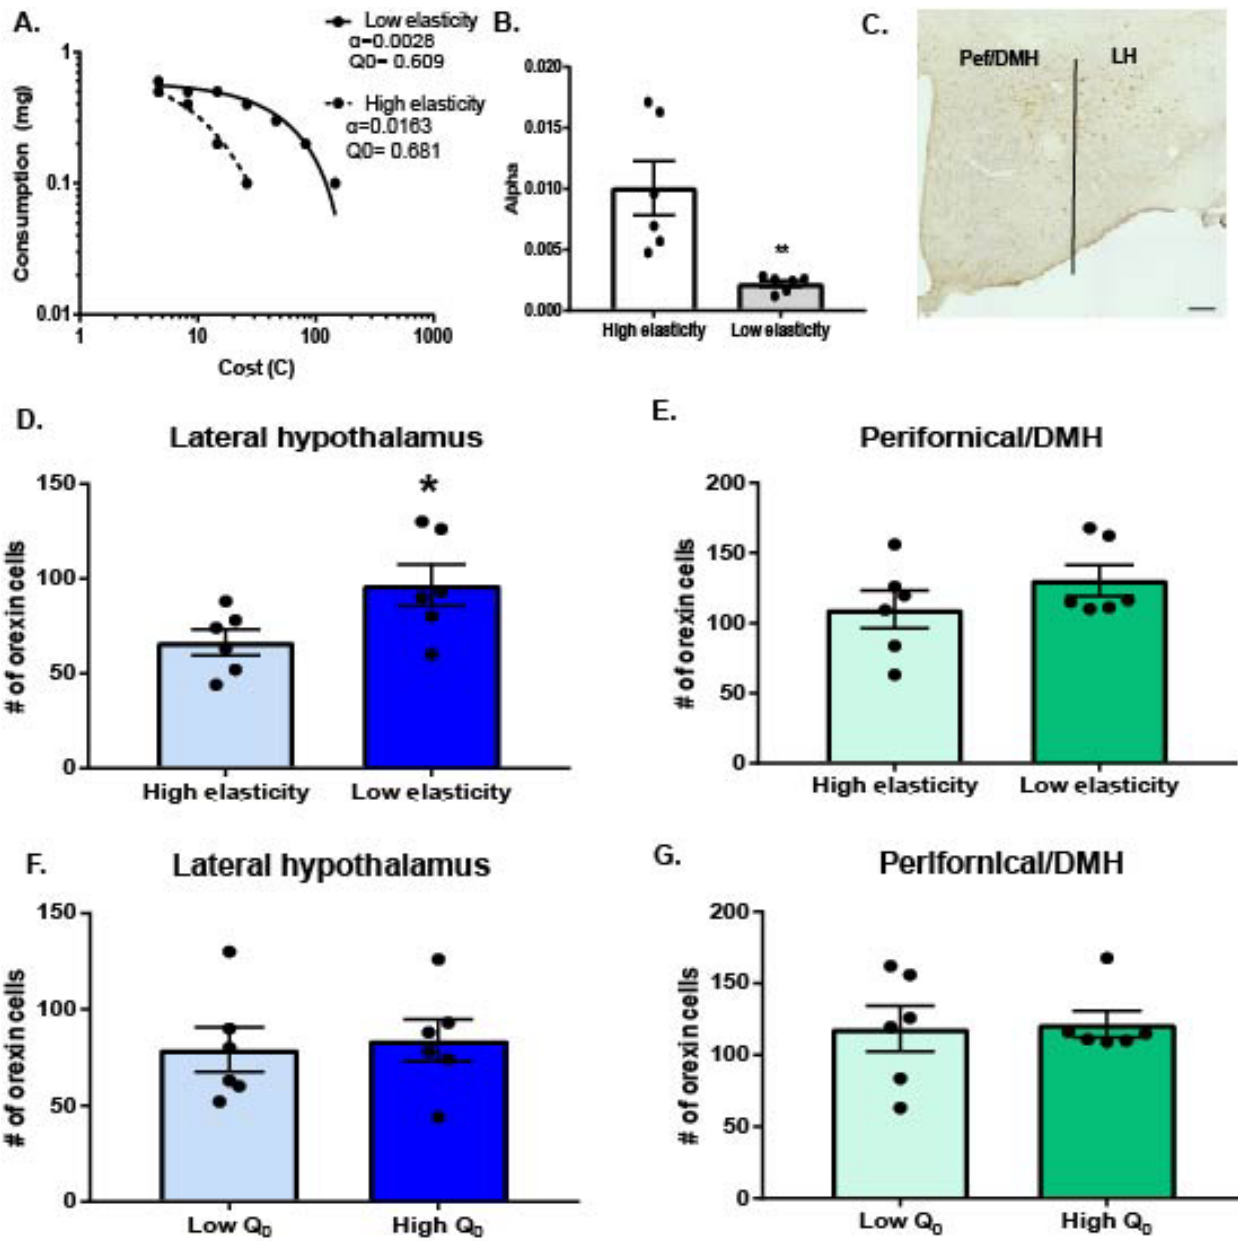 A.
Low elasticity
α=0.0028
Q0= 0.609
High elasticity
α=0.0163
Q0= 0.681
Consumption (mg)
1
0.1
0.01
1
10
100
1000
Cost (C)
B.
Alpha
0.020
0.015
0.010
0.005
0.000
**
High elasticity
Low elasticity
C.
Pef/DMH
LH
D.
Lateral hypothalamus
# of orexin cells
150
100
50
0
*
High elasticity
Low elasticity
E.
Perifornical/DMH
# of orexin cells
200
150
100
50
0
High elasticity
Low elasticity
F.
Lateral hypothalamus
# of orexin cells
150
100
50
0
Low Q₀
High Q₀
G.
Perifornical/DMH
# of orexin cells
200
150
100
50
0
Low Q₀
High Q₀